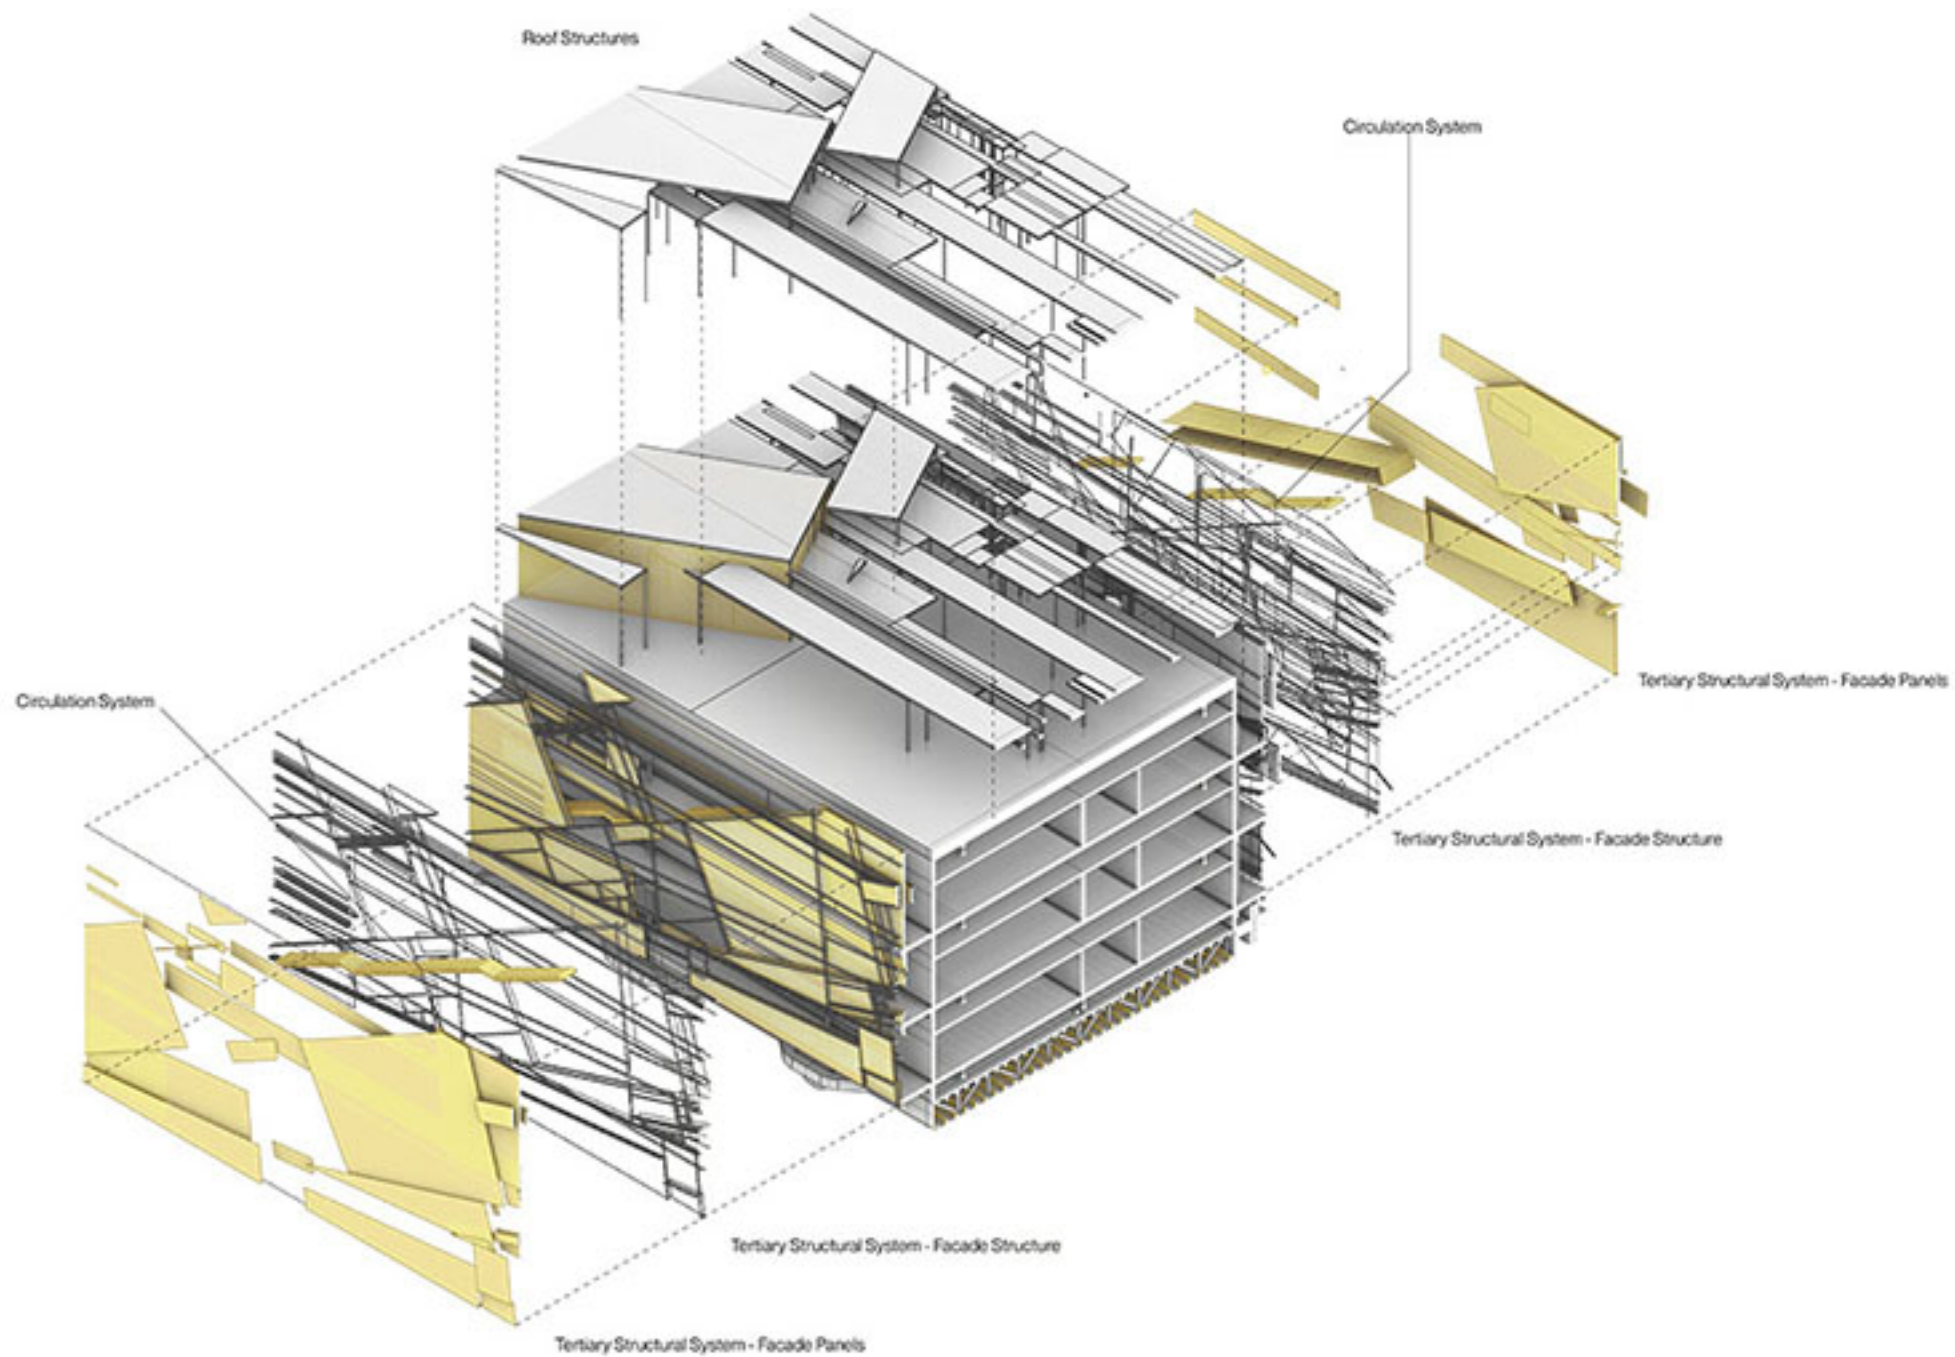 Roof Structures
Circulation System
Tertiary Structural System - Facade Panels
Circulation System
Tertiary Structural System - Facade Structure
Tertiary Structural System - Facade Structure
Tertiary Structural System - Facade Panels